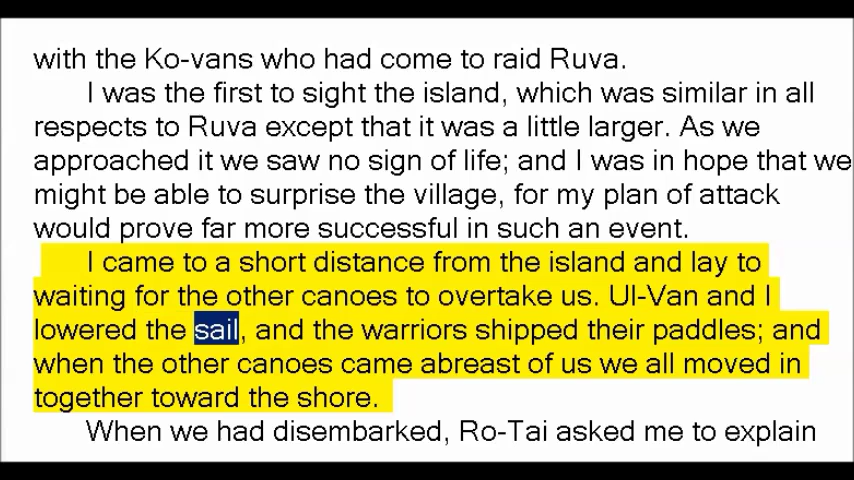 with the Ko-vans who had come to raid Ruva.
I was the first to sight the island, which was similar in all
respects to Ruva except that it was a little larger. As we
approached it we saw no sign of life; and I was in hope that we
might be able to surprise the village, for my plan of attack
would prove far more successful in such an event.
I came to a short distance from the island and lay to
waiting for the other canoes to overtake us. Ul-Van and I
lowered the sail, and the warriors shipped their paddles; and
when the other canoes came abreast of us we all moved in
together toward the shore.
When we had disembarked, Ro-Tai asked me to explain